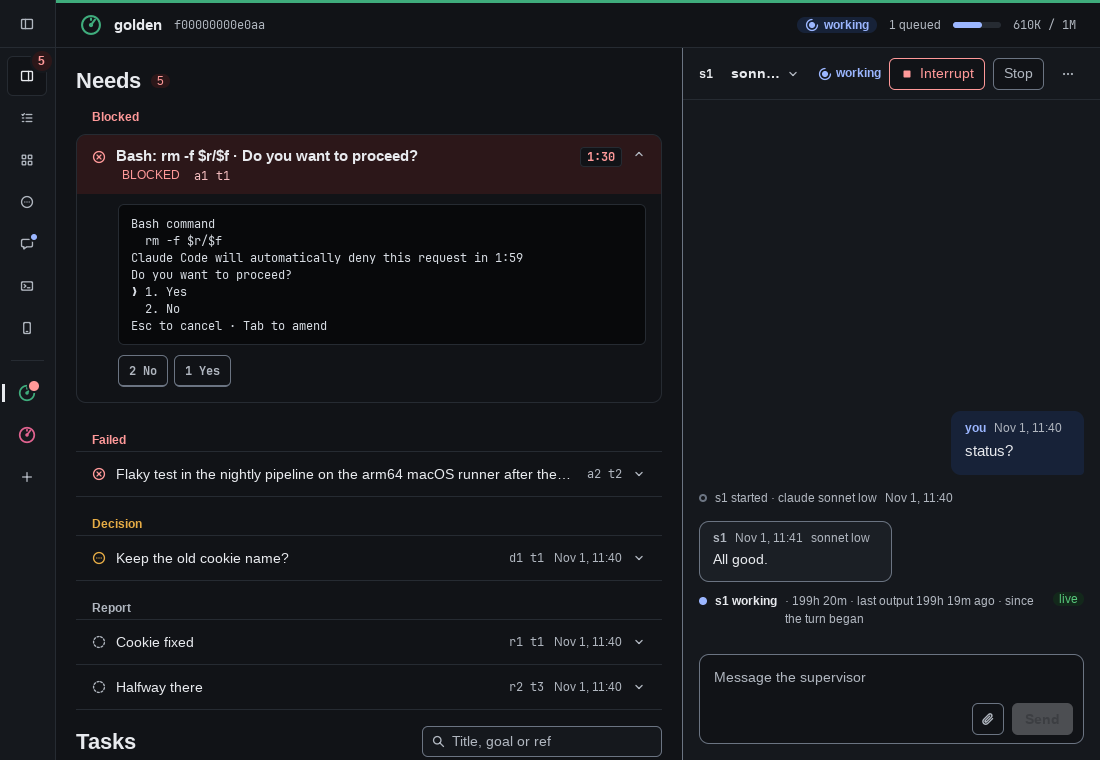 golden f00000000e0aa
working 1 queued 610K / 1M
5
Needs 5
Blocked
Bash: rm -f $r/$f · Do you want to proceed? 1:30
BLOCKED a1 t1
Bash command
rm -f $r/$f
Claude Code will automatically deny this request in 1:59
Do you want to proceed?
❯ 1. Yes
2. No
Esc to cancel · Tab to amend
2 No 1 Yes
Failed
Flaky test in the nightly pipeline on the arm64 macOS runner after the… a2 t2
Decision
Keep the old cookie name? d1 t1 Nov 1, 11:40
Report
Cookie fixed r1 t1 Nov 1, 11:40
Halfway there r2 t3 Nov 1, 11:40
Tasks Title, goal or ref
s1 sonn… working Interrupt Stop
you Nov 1, 11:40
status?
s1 started · claude sonnet low Nov 1, 11:40
s1 Nov 1, 11:41 sonnet low
All good.
s1 working · 199h 20m · last output 199h 19m ago · since live
the turn began
Message the supervisor
Send